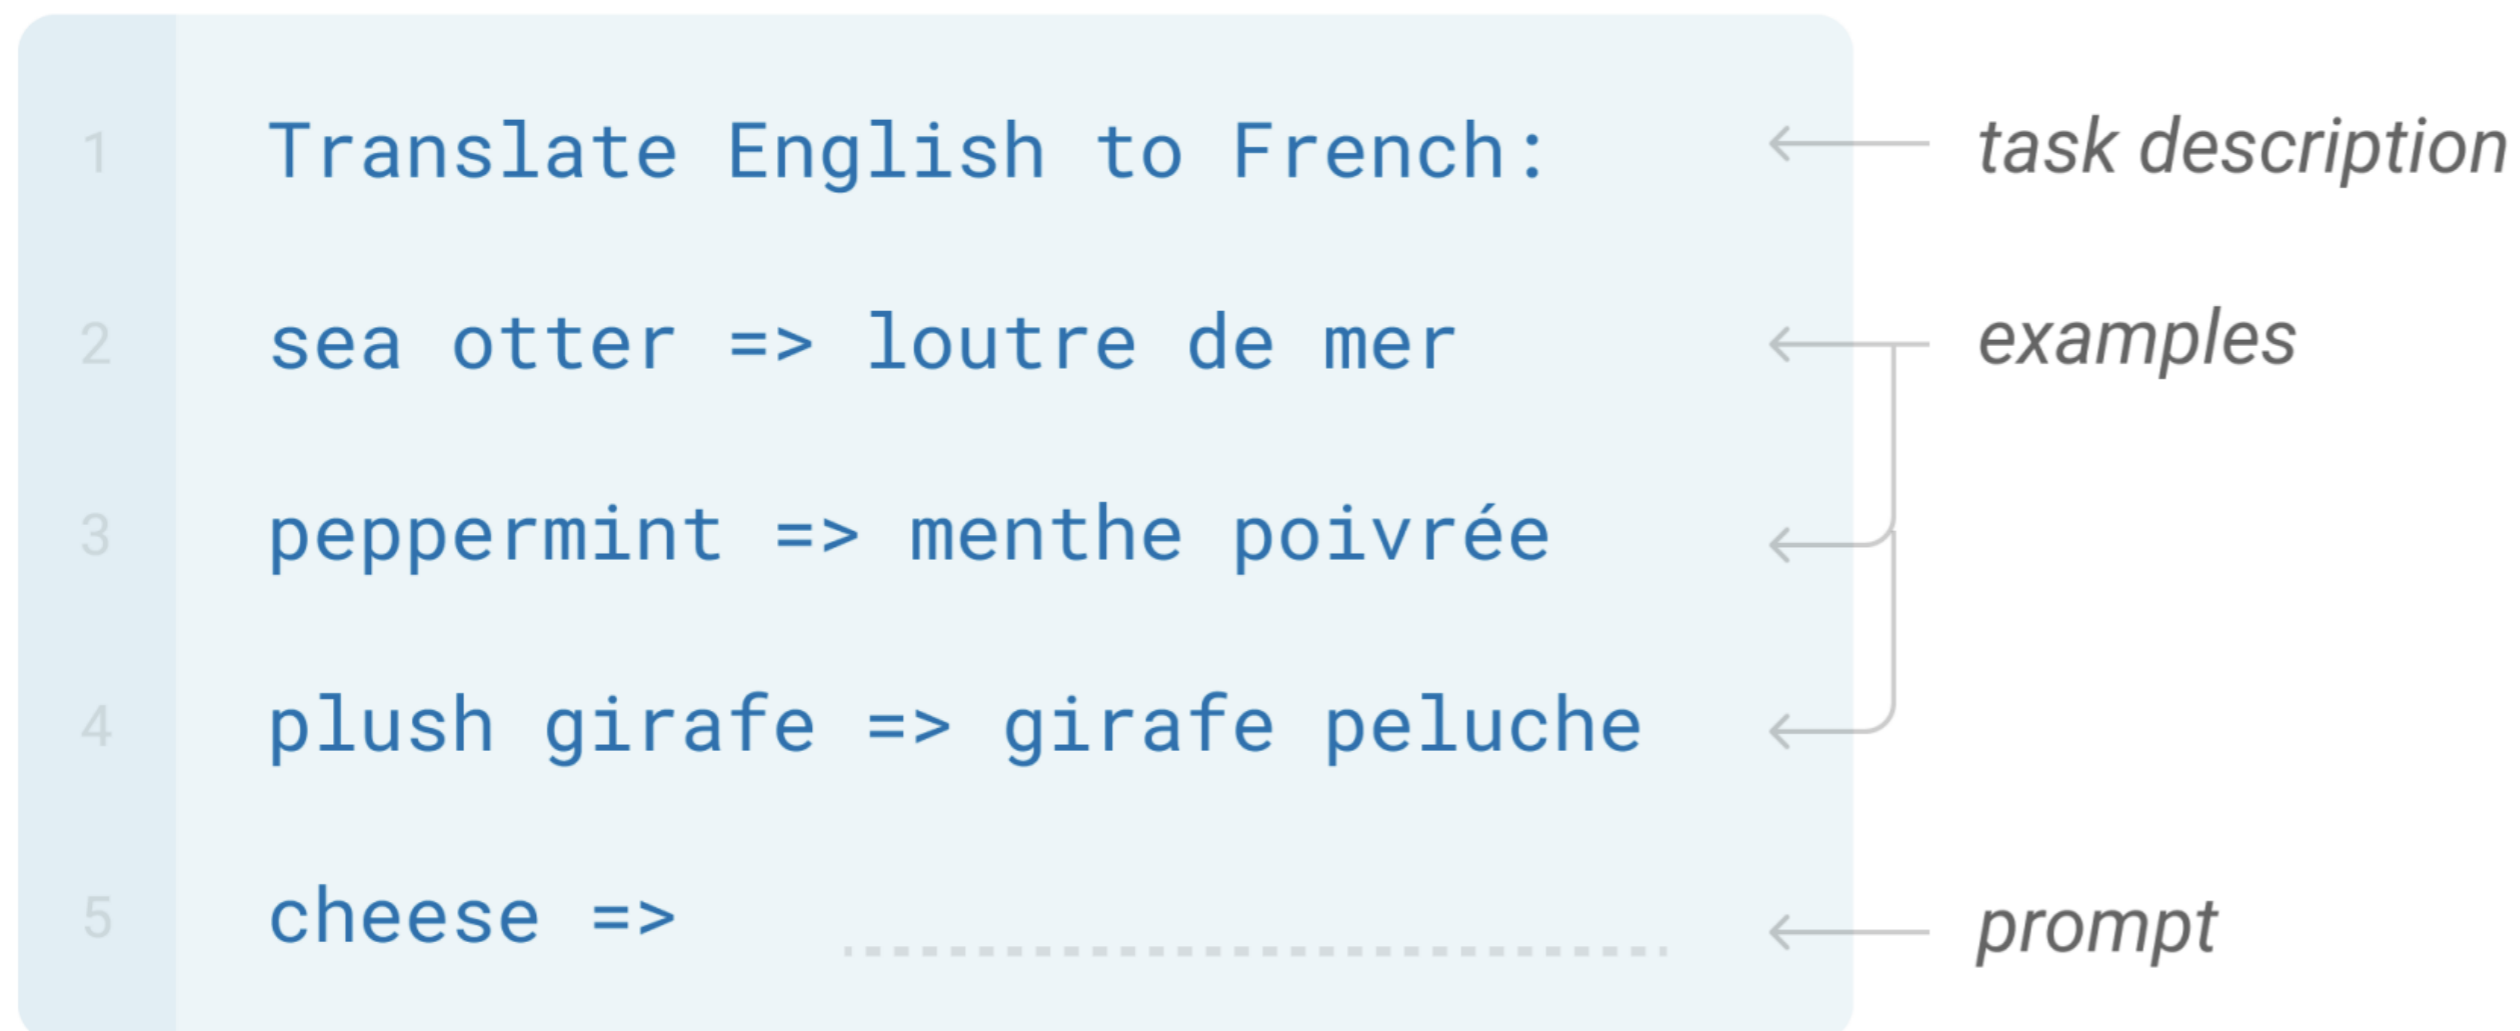 1 Translate English to French: task description
2 sea otter => loutre de mer examples
3 peppermint => menthe poivrée
4 plush girafe => girafe peluche
5 cheese => prompt